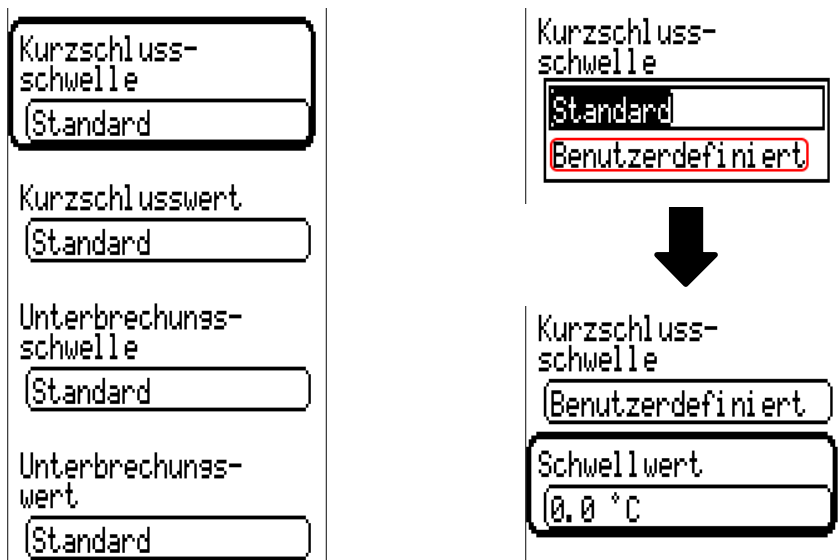 Kurzschluss-
schwelle
Standard
Kurzschlusswert
Standard
Unterbrechungs-
schwelle
Standard
Unterbrechungs-
wert
Standard
Kurzschluss-
schwelle
Standard
Benutzerdefiniert
Kurzschluss-
schwelle
Benutzerdefiniert
Schwellwert
0.0 °C